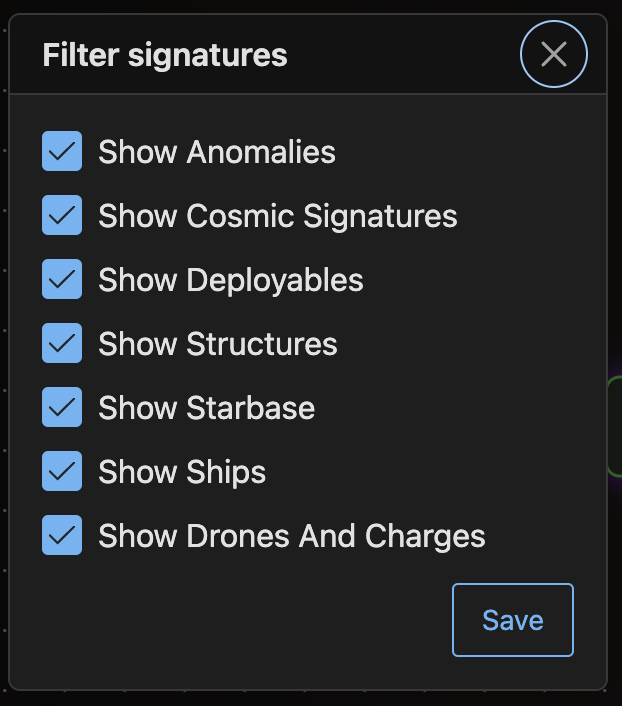 Filter signatures
Show Anomalies
Show Cosmic Signatures
Show Deployables
Show Structures
Show Starbase
Show Ships
Show Drones And Charges
Save